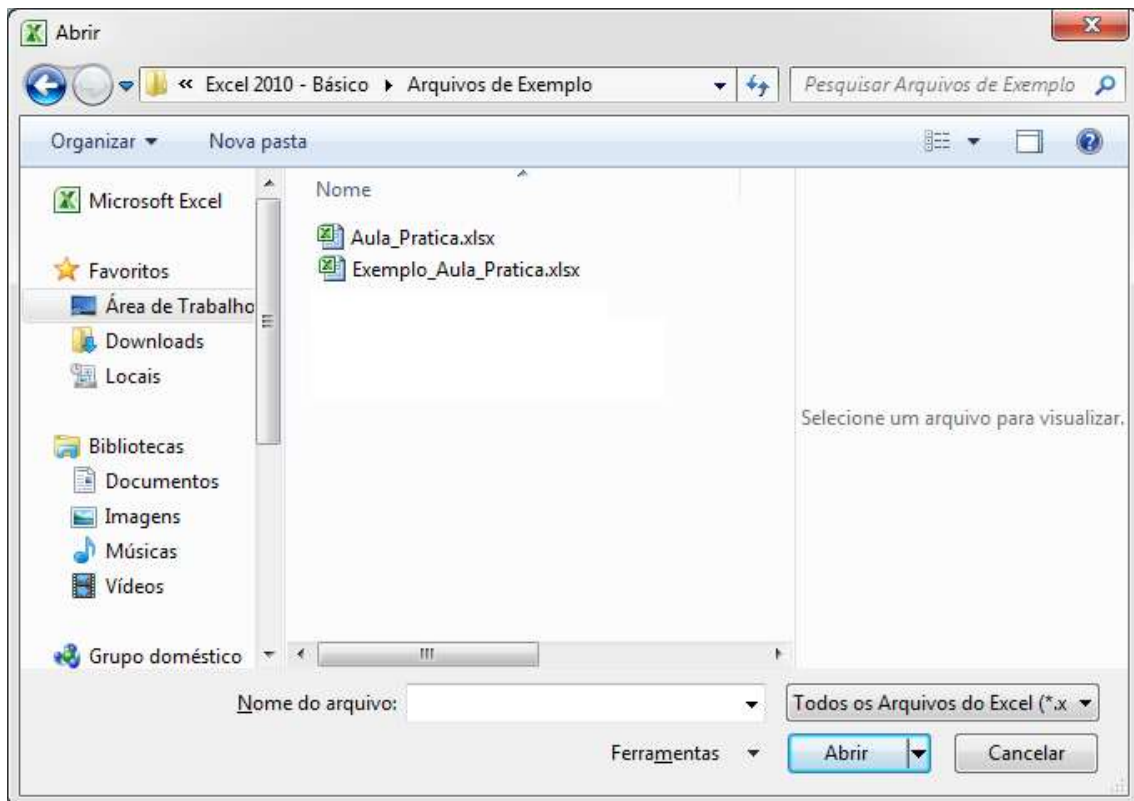 Abrir
« Excel 2010 - Básico ▸ Arquivos de Exemplo
Pesquisar Arquivos de Exemplo
Organizar
Nova pasta
Microsoft Excel
Favoritos
Área de Trabalho
Downloads
Locais
Bibliotecas
Documentos
Imagens
Músicas
Vídeos
Grupo doméstico
Nome
Aula_Pratica.xlsx
Exemplo_Aula_Pratica.xlsx
Selecione um arquivo para visualizar.
Nome do arquivo:
Todos os Arquivos do Excel (*.x
Ferramentas
Abrir
Cancelar